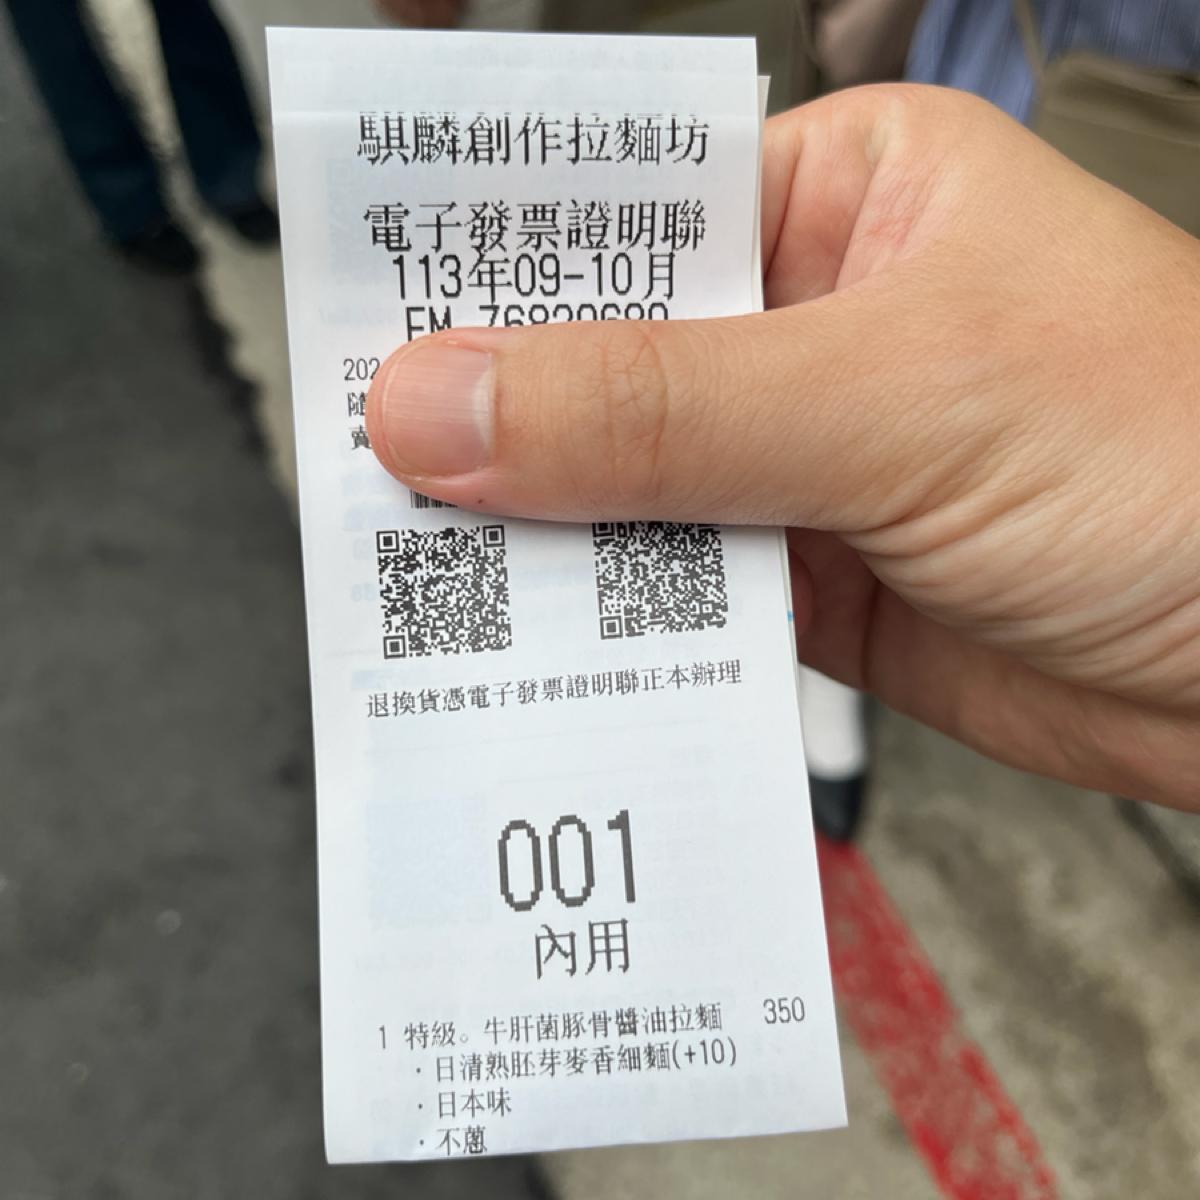 騏麟創作拉麵坊
電子發票證明聯
113年09-10月
202
隨
賣
退換貨憑電子發票證明聯正本辦理
001
內用
1 特級。牛肝菌豚骨醬油拉麵 350
・日清熟胚芽麥香細麵(+10)
・日本味
・不蔥